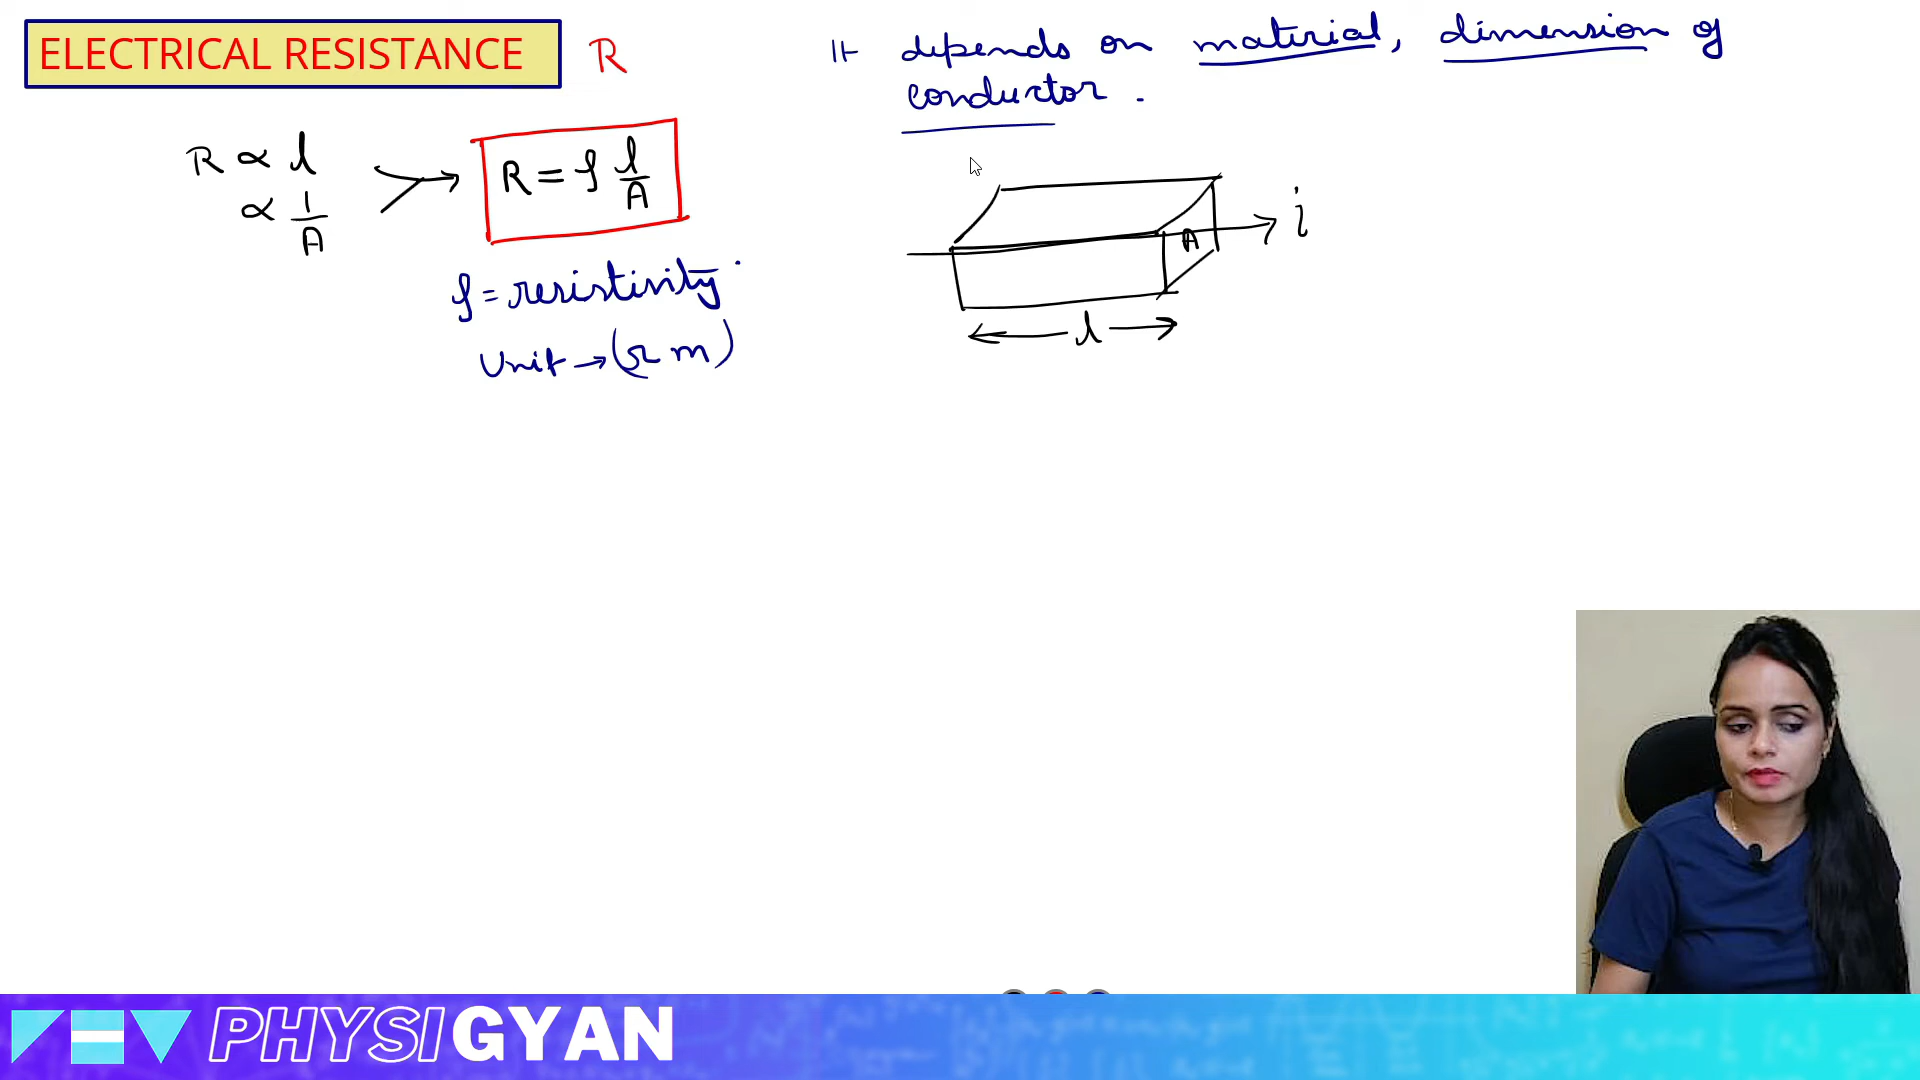 ELECTRICAL RESISTANCE R
It depends on material, dimension of
conductor.
R ∝ l
∝ 1/A
R = ρ l/A
ρ = resistivity
Unit → (Ω m)
A
i
l
PHYSIGYAN